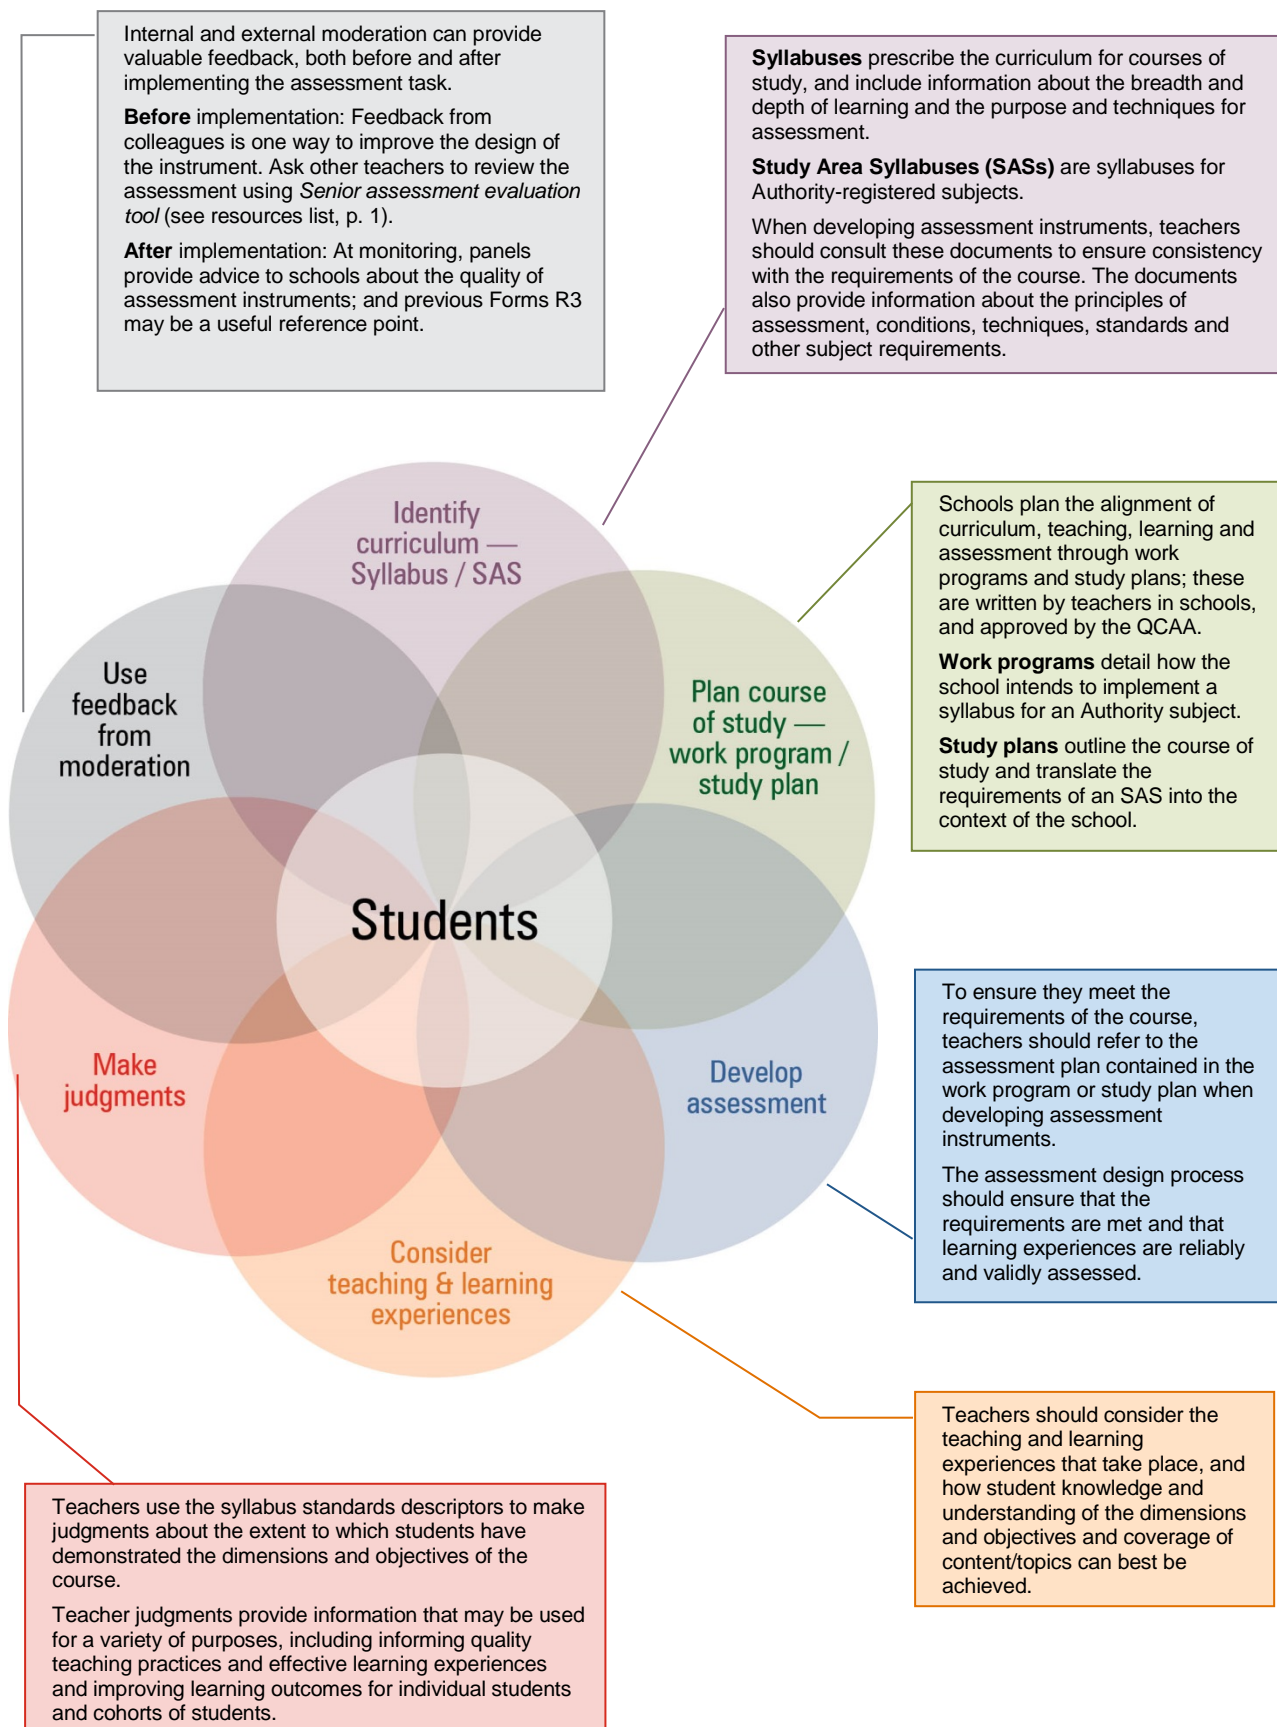 Internal and external moderation can provide
valuable feedback, both before and after
implementing the assessment task.
Before implementation: Feedback from
colleagues is one way to improve the design of
the instrument. Ask other teachers to review the
assessment using Senior assessment evaluation
tool (see resources list, p. 1).
After implementation: At monitoring, panels
provide advice to schools about the quality of
assessment instruments; and previous Forms R3
may be a useful reference point.
Syllabuses prescribe the curriculum for courses of
study, and include information about the breadth and
depth of learning and the purpose and techniques for
assessment.
Study Area Syllabuses (SASs) are syllabuses for
Authority-registered subjects.
When developing assessment instruments, teachers
should consult these documents to ensure consistency
with the requirements of the course. The documents
also provide information about the principles of
assessment, conditions, techniques, standards and
other subject requirements.
Identify
curriculum —
Syllabus / SAS
Use
feedback
from
moderation
Plan course
of study —
work program /
study plan
Schools plan the alignment of
curriculum, teaching, learning and
assessment through work
programs and study plans; these
are written by teachers in schools,
and approved by the QCAA.
Work programs detail how the
school intends to implement a
syllabus for an Authority subject.
Study plans outline the course of
study and translate the
requirements of an SAS into the
context of the school.
Students
Make
judgments
Develop
assessment
To ensure they meet the
requirements of the course,
teachers should refer to the
assessment plan contained in the
work program or study plan when
developing assessment
instruments.
The assessment design process
should ensure that the
requirements are met and that
learning experiences are reliably
and validly assessed.
Consider
teaching & learning
experiences
Teachers should consider the
teaching and learning
experiences that take place, and
how student knowledge and
understanding of the dimensions
and objectives and coverage of
content/topics can best be
achieved.
Teachers use the syllabus standards descriptors to make
judgments about the extent to which students have
demonstrated the dimensions and objectives of the
course.
Teacher judgments provide information that may be used
for a variety of purposes, including informing quality
teaching practices and effective learning experiences
and improving learning outcomes for individual students
and cohorts of students.